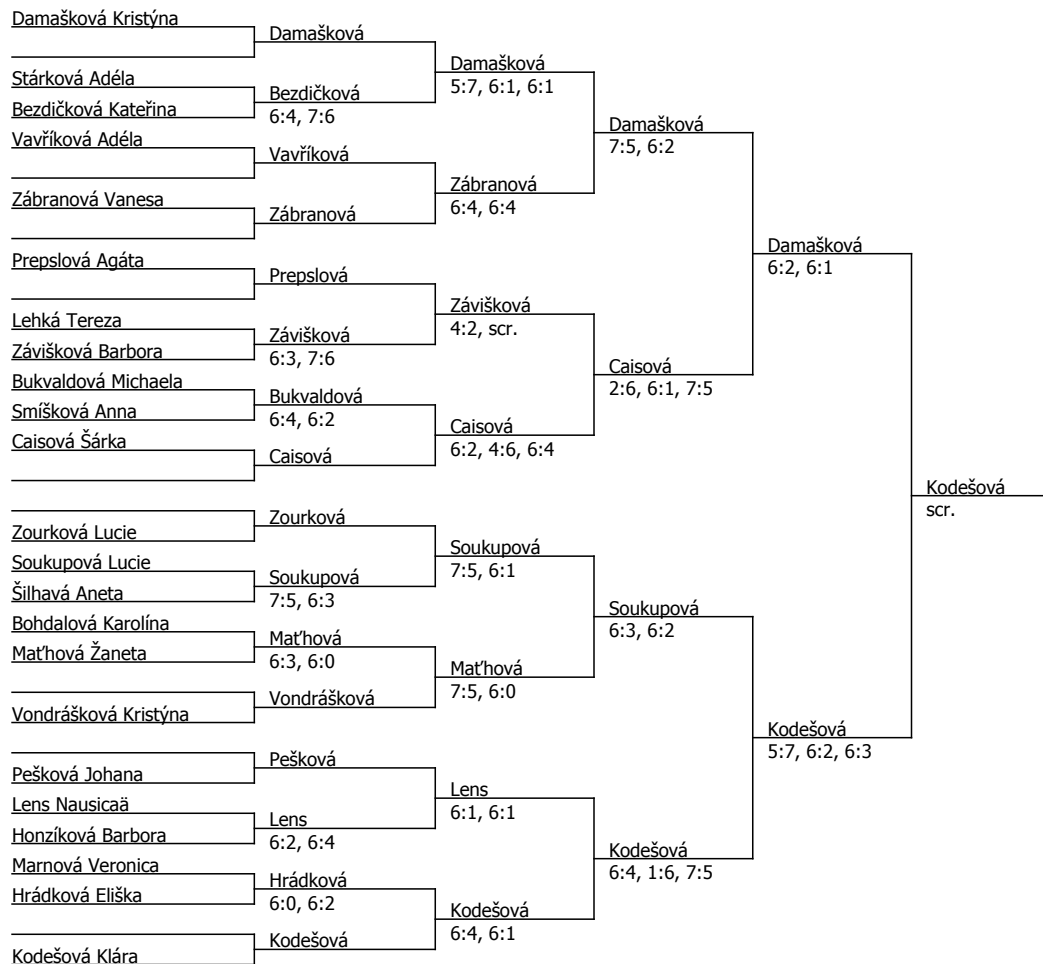 Damašková Kristýna
Stárková Adéla
Bezdičková Kateřina
Vavříková Adéla
Zábranová Vanesa
Prepslová Agáta
Lehká Tereza
Závišková Barbora
Bukvaldová Michaela
Smíšková Anna
Caisová Šárka
Zourková Lucie
Soukupová Lucie
Šilhavá Aneta
Bohdalová Karolína
Maťhová Žaneta
Vondrášková Kristýna
Pešková Johana
Lens Nausicaä
Honzíková Barbora
Marnová Veronica
Hrádková Eliška
Kodešová Klára
Damašková
Bezdičková
6:4, 7:6
Vavříková
Zábranová
Prepslová
Závišková
6:3, 7:6
Bukvaldová
6:4, 6:2
Caisová
Zourková
Soukupová
7:5, 6:3
Maťhová
6:3, 6:0
Vondrášková
Pešková
Lens
6:2, 6:4
Hrádková
6:0, 6:2
Kodešová
Damašková
5:7, 6:1, 6:1
Zábranová
6:4, 6:4
Závišková
4:2, scr.
Caisová
6:2, 4:6, 6:4
Soukupová
7:5, 6:1
Maťhová
7:5, 6:0
Lens
6:1, 6:1
Kodešová
6:4, 6:1
Damašková
7:5, 6:2
Caisová
2:6, 6:1, 7:5
Soukupová
6:3, 6:2
Kodešová
6:4, 1:6, 7:5
Damašková
6:2, 6:1
Kodešová
5:7, 6:2, 6:3
Kodešová
scr.